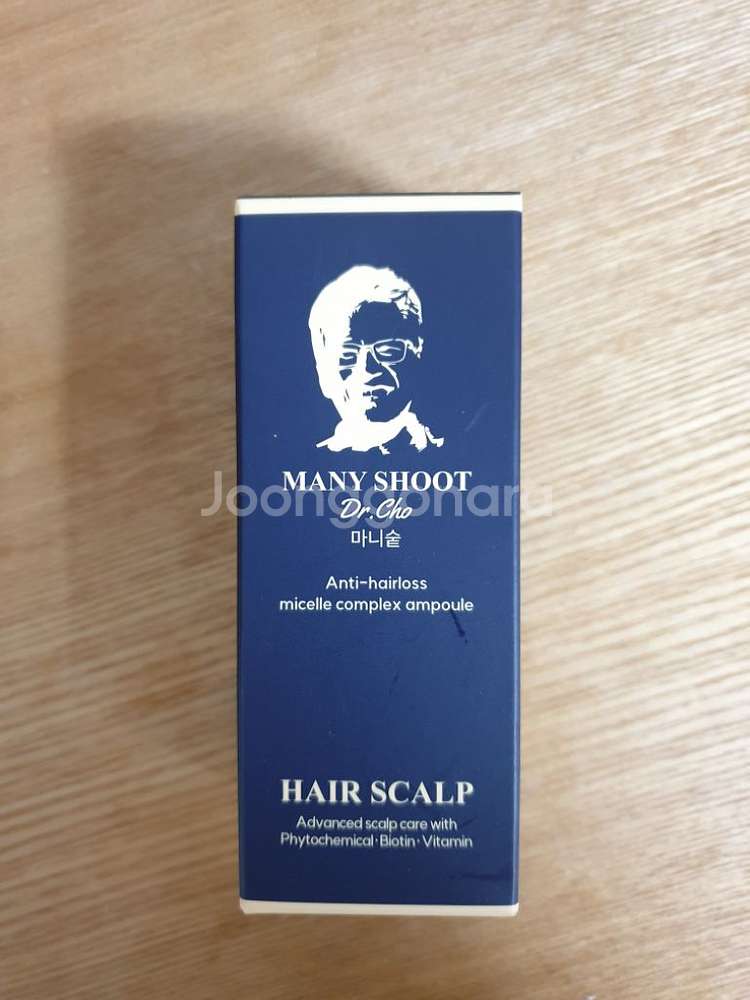 MANY SHOOT
Joonggonaru
Dr.Cho
마니숱
Anti-hairloss
micelle complex ampoule
HAIR SCALP
Advanced scalp care with
Phytochemical·Biotin·Vitamin